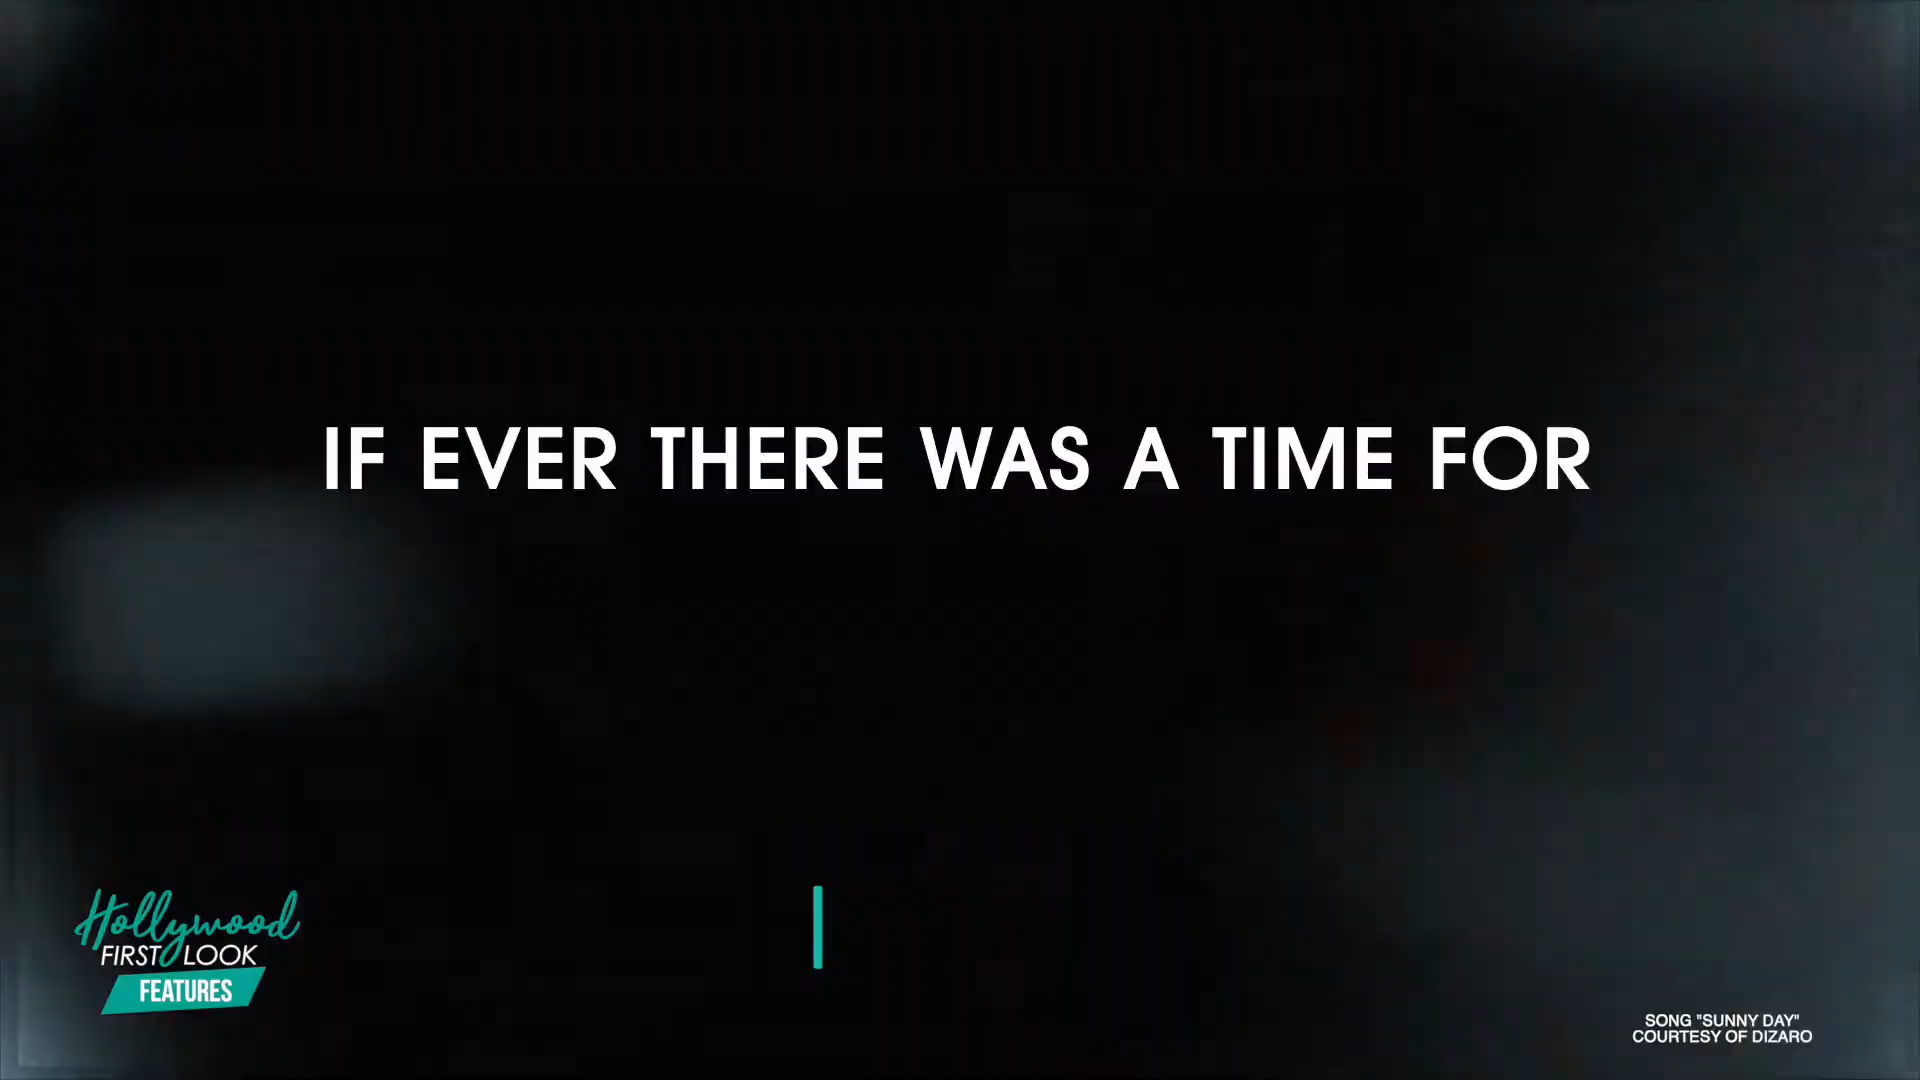 IF EVER THERE WAS A TIME FOR
Hollywood
FIRST LOOK
FEATURES
SONG "SUNNY DAY"
COURTESY OF DIZARO